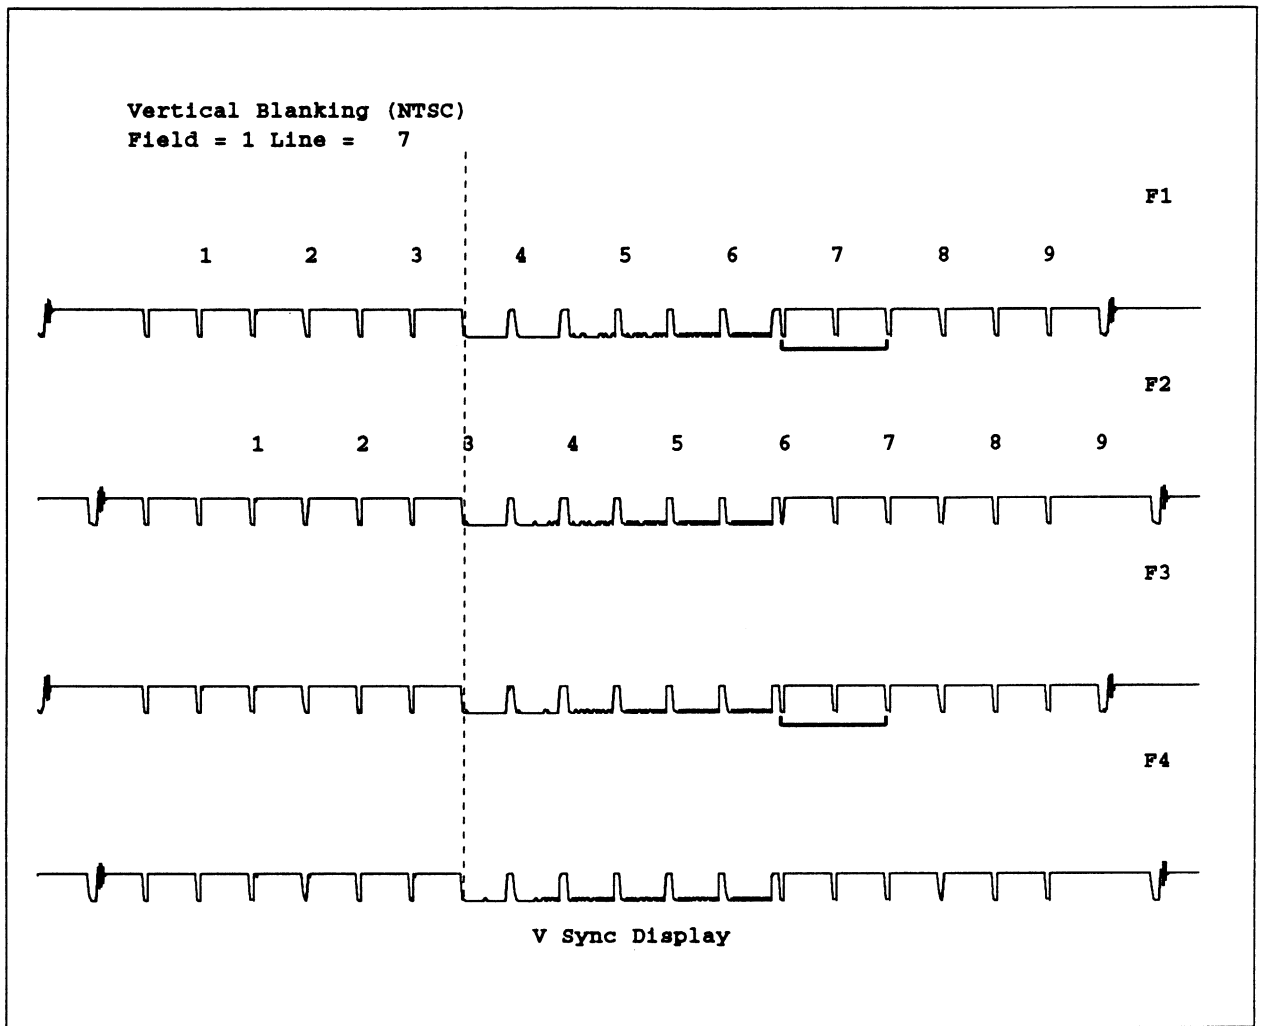 Vertical Blanking (NTSC)
Field = 1 Line = 7
F1
1 2 3 4 5 6 7 8 9
F2
1 2 3 4 5 6 7 8 9
F3
F4
V Sync Display